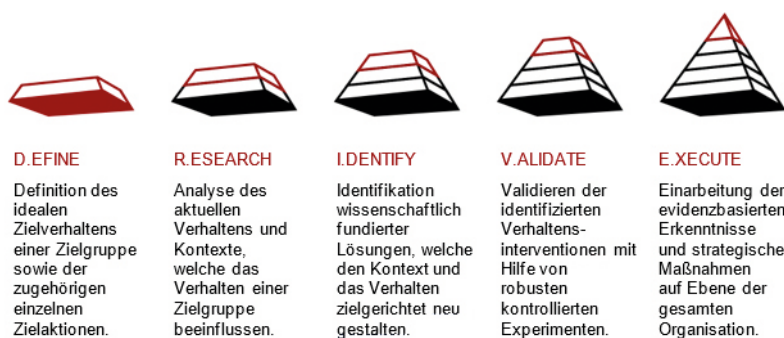 D.EFINE
Definition des
idealen
Zielverhaltens
einer Zielgruppe
sowie der
zugehörigen
einzelnen
Zielaktionen.
R.ESEARCH
Analyse des
aktuellen
Verhaltens und
Kontexte,
welche das
Verhalten einer
Zielgruppe
beeinflussen.
I.DENTIFY
Identifikation
wissenschaftlich
fundierter
Lösungen, welche
den Kontext und
das Verhalten
zielgerichtet neu
gestalten.
V.ALIDATE
Validieren der
identifizierten
Verhaltens-
interventionen mit
Hilfe von
robusten
kontrollierten
Experimenten.
E.XECUTE
Einarbeitung der
evidenzbasierten
Erkenntnisse
und strategische
Maßnahmen
auf Ebene der
gesamten
Organisation.